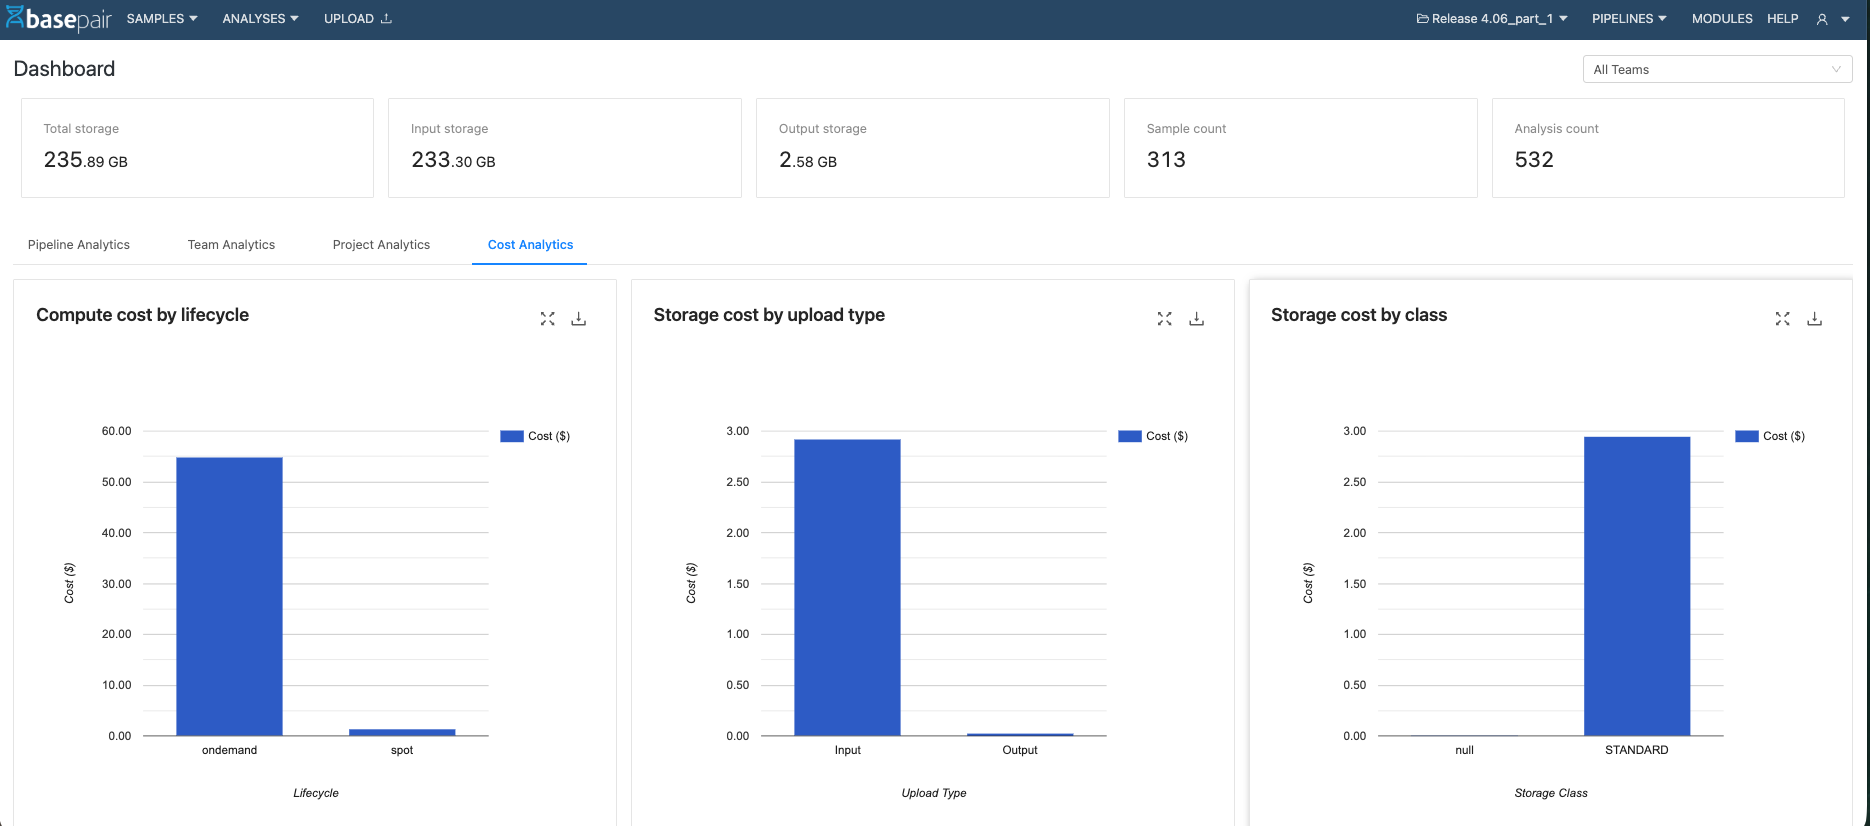 basepair SAMPLES ANALYSES UPLOAD Release 4.06_part_1 PIPELINES MODULES HELP
Dashboard
All Teams
Total storage
235.89 GB
Input storage
233.30 GB
Output storage
2.58 GB
Sample count
313
Analysis count
532
Pipeline Analytics Team Analytics Project Analytics Cost Analytics
Compute cost by lifecycle
60.00
50.00
40.00
30.00
20.00
10.00
0.00
Cost ($)
Cost ($)
ondemand spot
Lifecycle
Storage cost by upload type
3.00
2.50
2.00
1.50
1.00
0.50
0.00
Cost ($)
Cost ($)
Input Output
Upload Type
Storage cost by class
3.00
2.50
2.00
1.50
1.00
0.50
0.00
Cost ($)
Cost ($)
null STANDARD
Storage Class